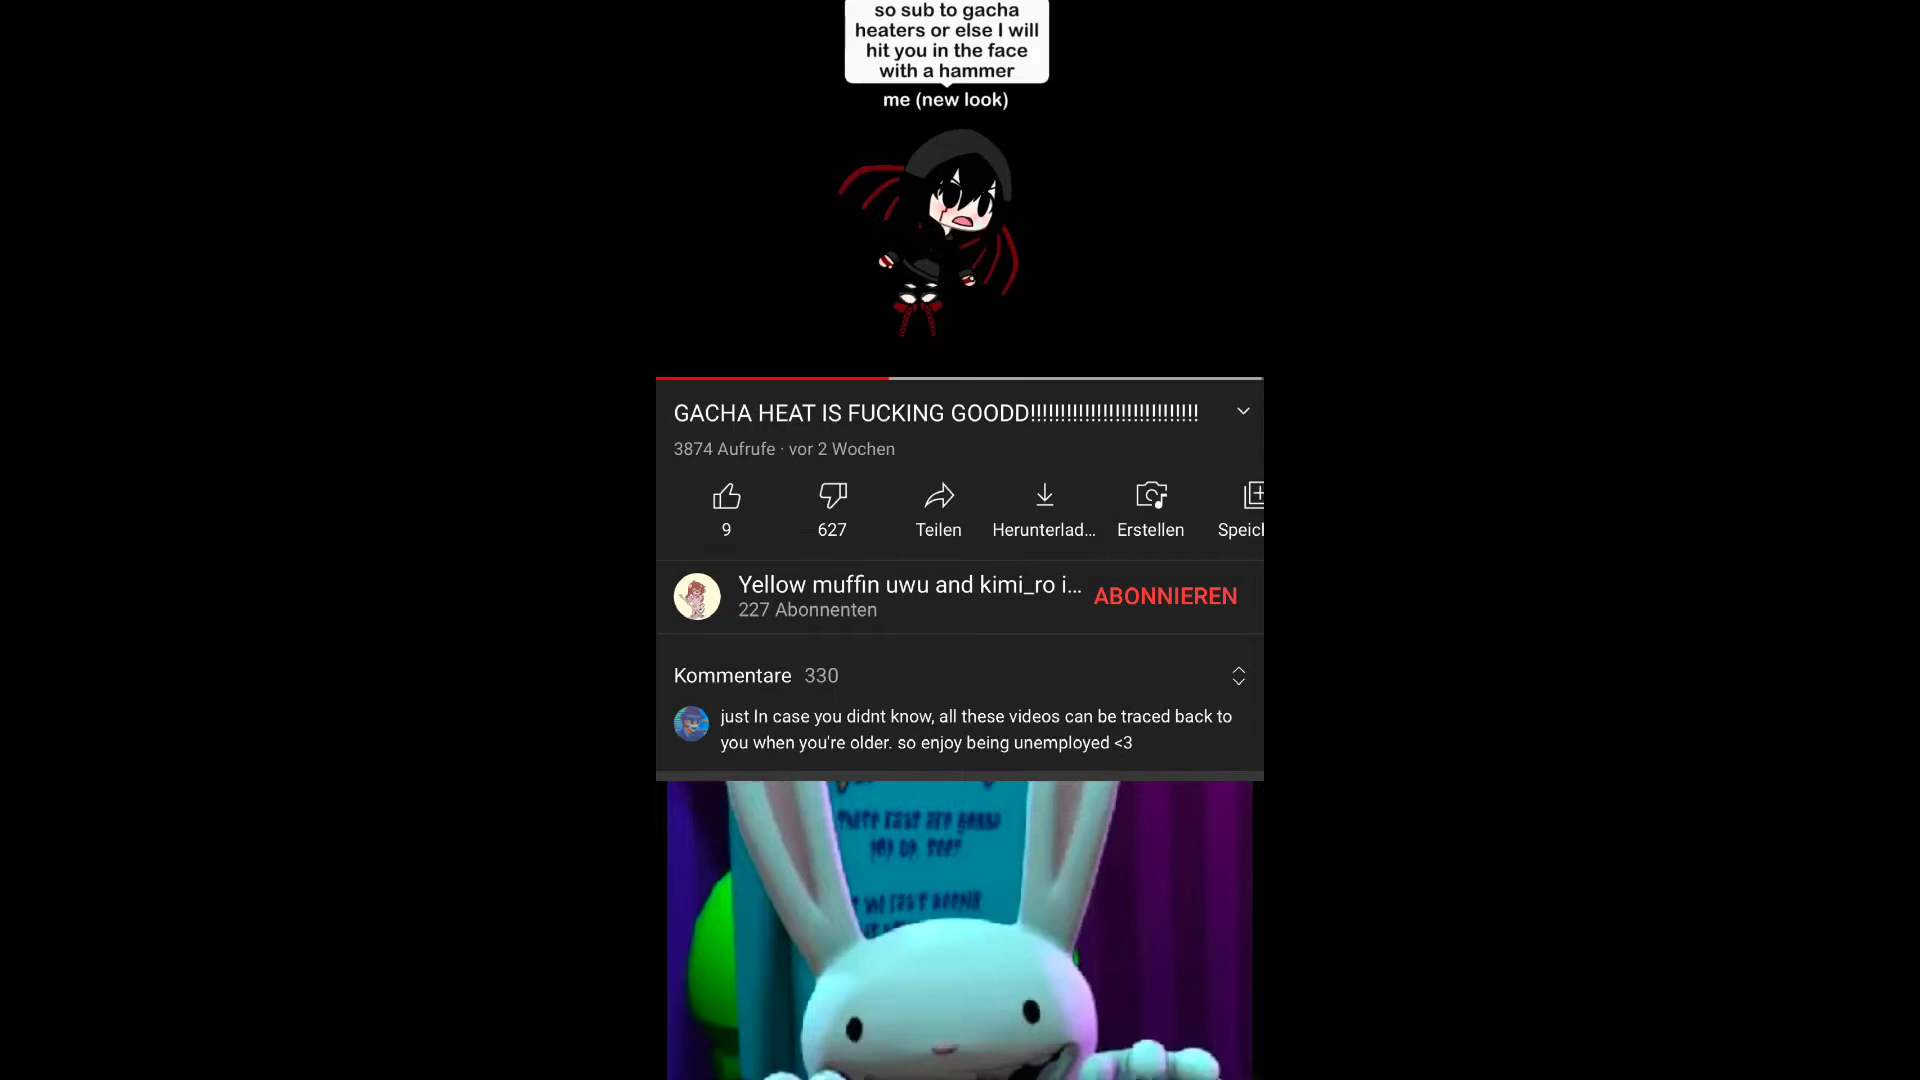 so sub to gacha
heaters or else I will
hit you in the face
with a hammer
me (new look)
GACHA HEAT IS FUCKING GOODD!!!!!!!!!!!!!!!!!!!!!!!!!!!!
3874 Aufrufe · vor 2 Wochen
9
627
Teilen
Herunterlad...
Erstellen
Speich
Yellow muffin uwu and kimi_ro i...
227 Abonnenten
ABONNIEREN
Kommentare 330
just In case you didnt know, all these videos can be traced back to
you when you're older. so enjoy being unemployed <3